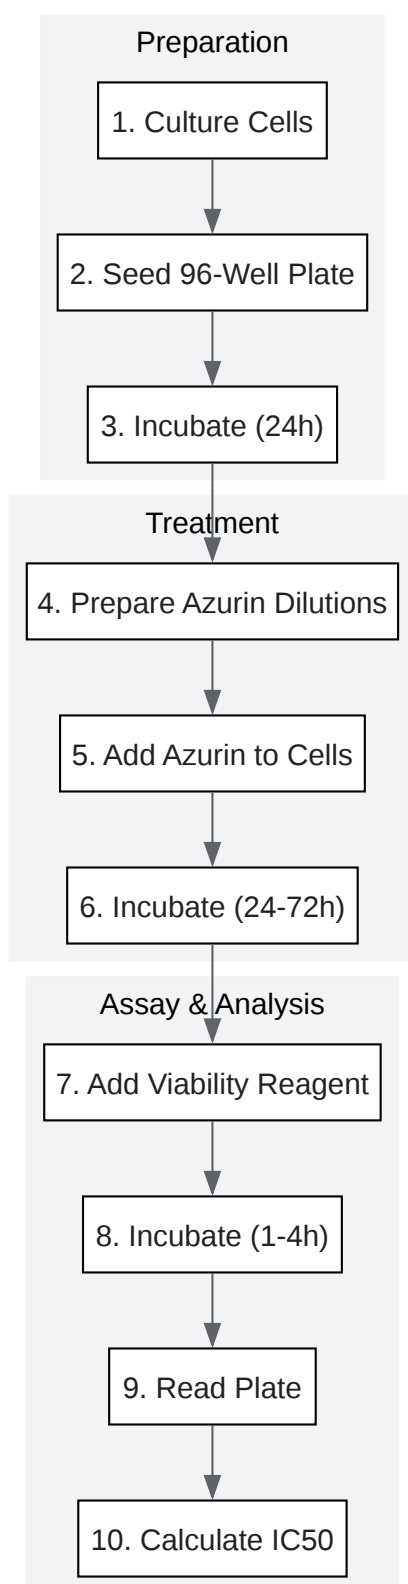 Preparation
1. Culture Cells
2. Seed 96-Well Plate
3. Incubate (24h)
Treatment
4. Prepare Azurin Dilutions
5. Add Azurin to Cells
6. Incubate (24-72h)
Assay & Analysis
7. Add Viability Reagent
8. Incubate (1-4h)
9. Read Plate
10. Calculate IC50